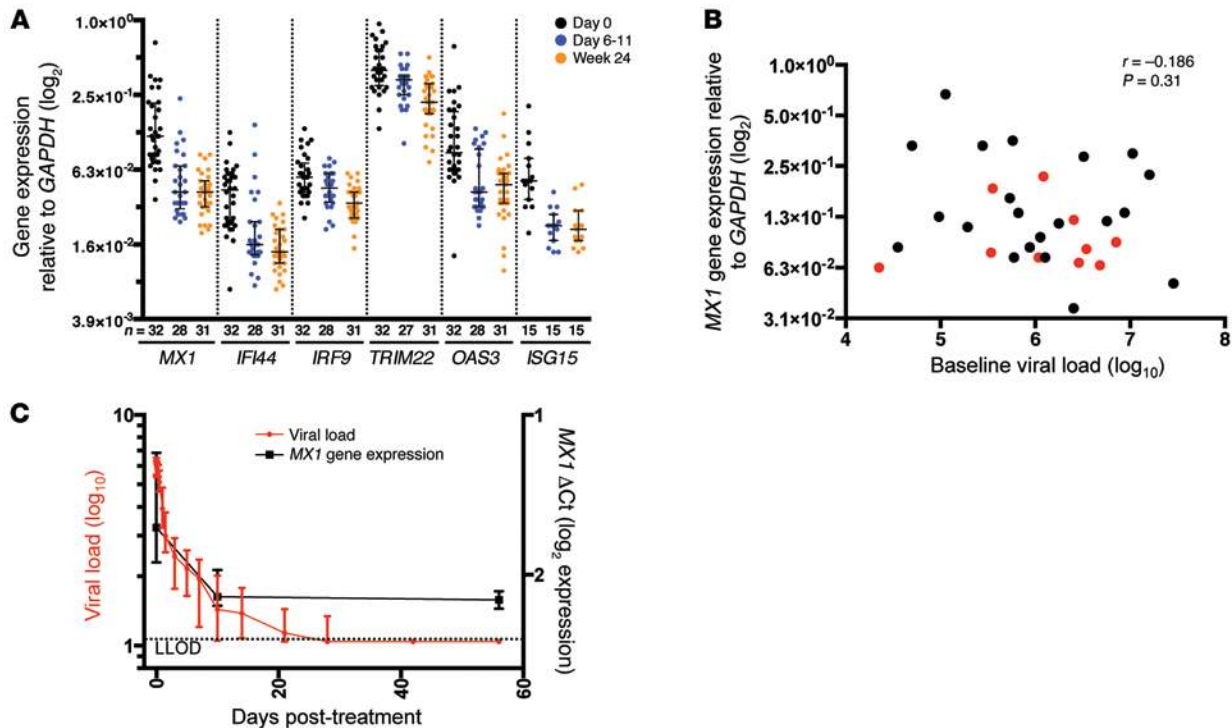 A
Gene expression
relative to GAPDH (log2)
1.0×10⁰
2.5×10⁻¹
6.3×10⁻²
1.6×10⁻²
3.9×10⁻³
Day 0
Day 6-11
Week 24
n = 32 28 31 32 28 31 32 28 31 32 27 31 32 28 31 15 15 15
MX1 IFI44 IRF9 TRIM22 OAS3 ISG15
B
MX1 gene expression relative
to GAPDH (log2)
1.0×10⁰
5.0×10⁻¹
2.5×10⁻¹
1.3×10⁻¹
6.3×10⁻²
3.1×10⁻²
r = –0.186
P = 0.31
4 5 6 7 8
Baseline viral load (log10)
C
Viral load (log10)
10
1
Viral load
MX1 gene expression
LLOD
1
2
MX1 ΔCt (log2 expression)
0 20 40 60
Days post-treatment